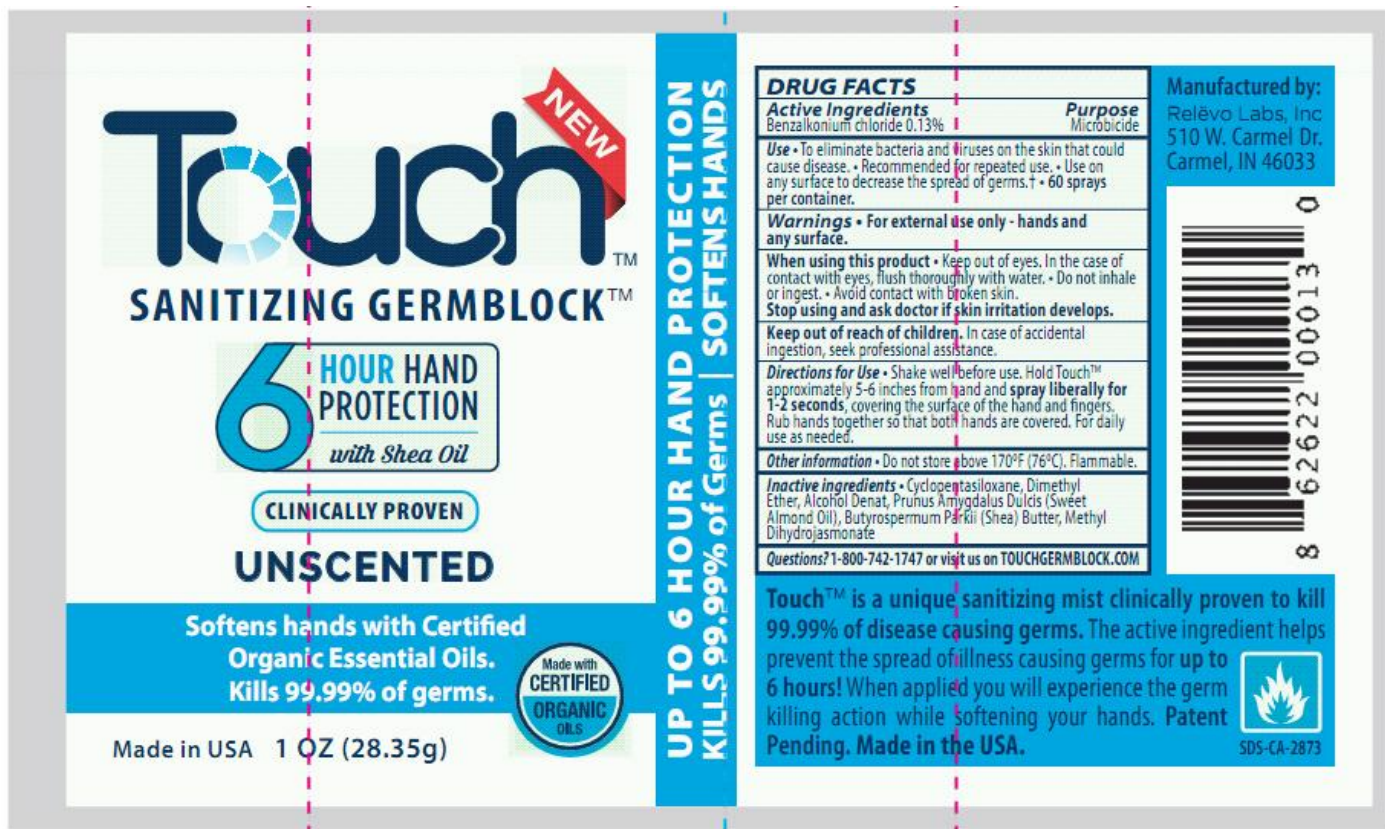 Touch™
NEW
SANITIZING GERMBLOCK™
6 HOUR HAND
PROTECTION
with Shea Oil
CLINICALLY PROVEN
UNSCENTED
Softens hands with Certified
Organic Essential Oils.
Kills 99.99% of germs.
Made with
CERTIFIED
ORGANIC
OILS
Made in USA 1 OZ (28.35g)
UP TO 6 HOUR HAND PROTECTION
KILLS 99.99% of Germs | SOFTENS HANDS
DRUG FACTS
Active Ingredients Purpose
Benzalkonium chloride 0.13% Microbicide
Use • To eliminate bacteria and viruses on the skin that could
cause disease. • Recommended for repeated use. • Use on
any surface to decrease the spread of germs.† • 60 sprays
per container.
Warnings • For external use only - hands and
any surface.
When using this product • Keep out of eyes. In the case of
contact with eyes, flush thoroughly with water. • Do not inhale
or ingest. • Avoid contact with broken skin.
Stop using and ask doctor if skin irritation develops.
Keep out of reach of children. In case of accidental
ingestion, seek professional assistance.
Directions for Use • Shake well before use. Hold Touch™
approximately 5-6 inches from hand and spray liberally for
1-2 seconds, covering the surface of the hand and fingers.
Rub hands together so that both hands are covered. For daily
use as needed.
Other information • Do not store above 170°F (76°C). Flammable.
Inactive ingredients • Cyclopentasiloxane, Dimethyl
Ether, Alcohol Denat, Prunus Amygdalus Dulcis (Sweet
Almond Oil), Butyrospermum Parkii (Shea) Butter, Methyl
Dihydrojasmonate
Questions? 1-800-742-1747 or visit us on TOUCHGERMBLOCK.COM
Manufactured by:
Relēvo Labs, Inc
510 W. Carmel Dr.
Carmel, IN 46033
8 62622 00013 0
Touch™ is a unique sanitizing mist clinically proven to kill
99.99% of disease causing germs. The active ingredient helps
prevent the spread of illness causing germs for up to
6 hours! When applied you will experience the germ
killing action while softening your hands. Patent
Pending. Made in the USA.
SDS-CA-2873